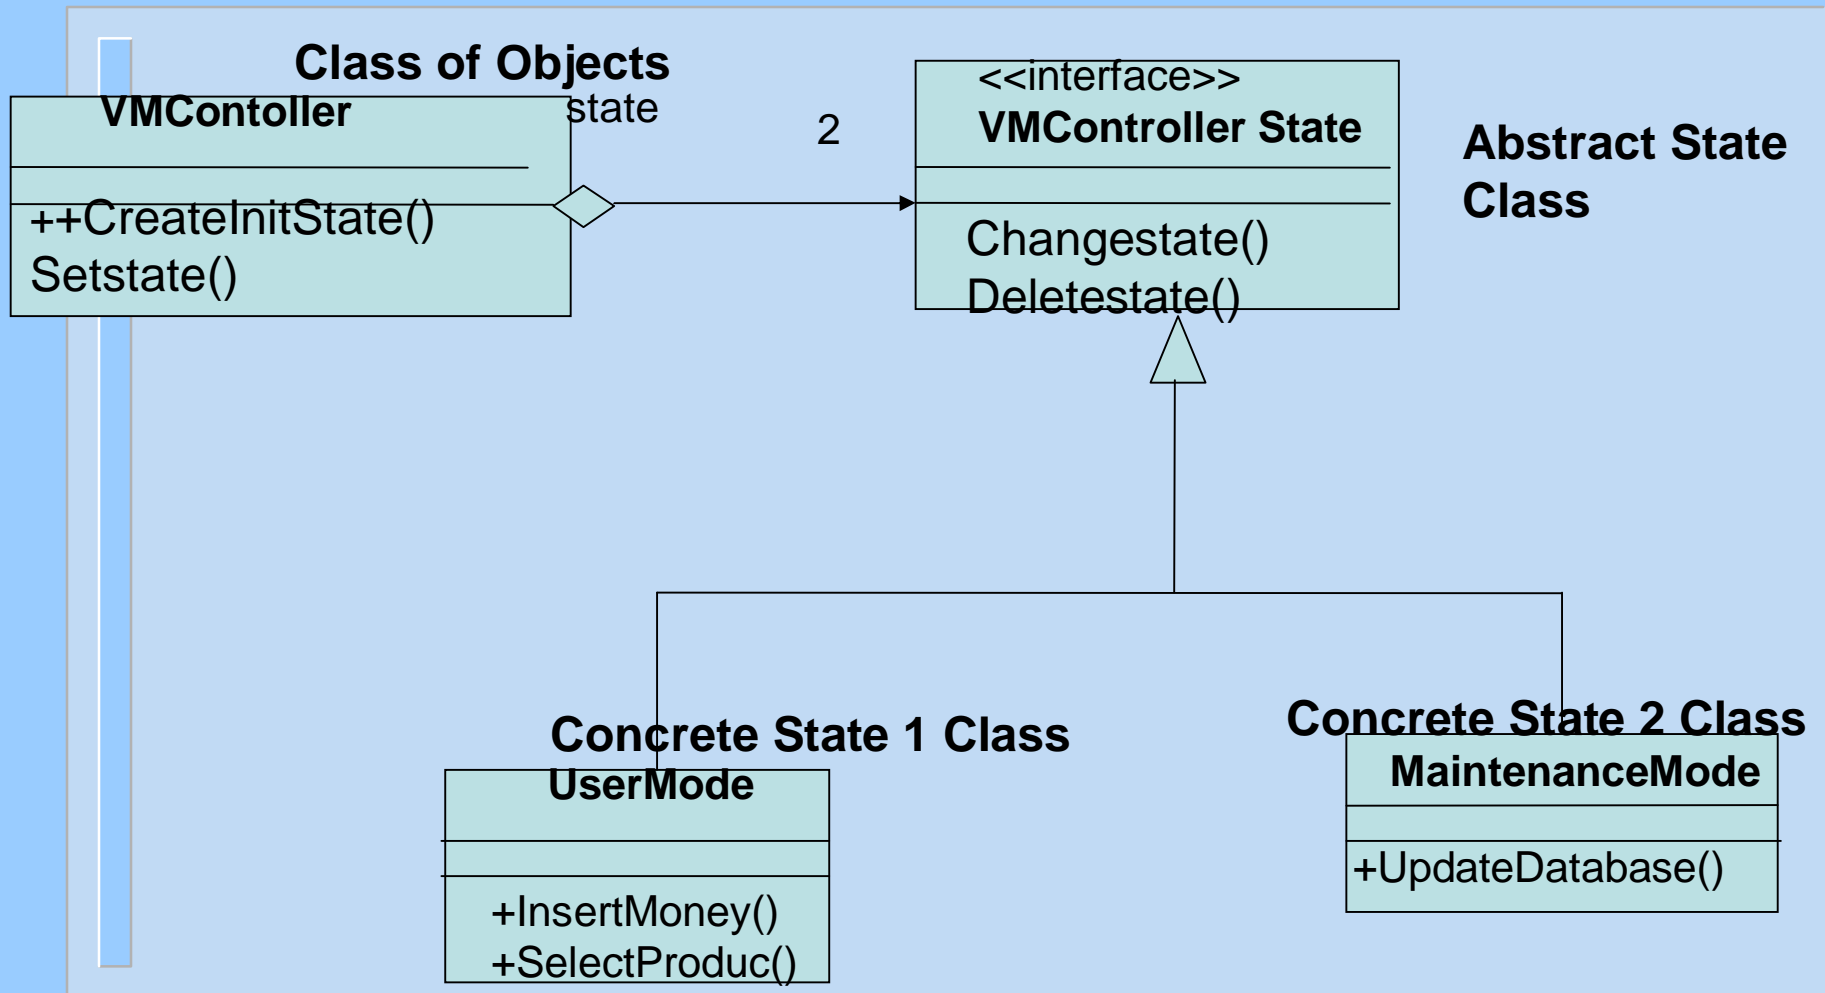 Class of Objects
VMContoller
state
++CreateInitState()
Setstate()
2
<<interface>>
VMController State
Changestate()
Deletestate()
Abstract State
Class
Concrete State 1 Class
UserMode
+InsertMoney()
+SelectProduc()
Concrete State 2 Class
MaintenanceMode
+UpdateDatabase()